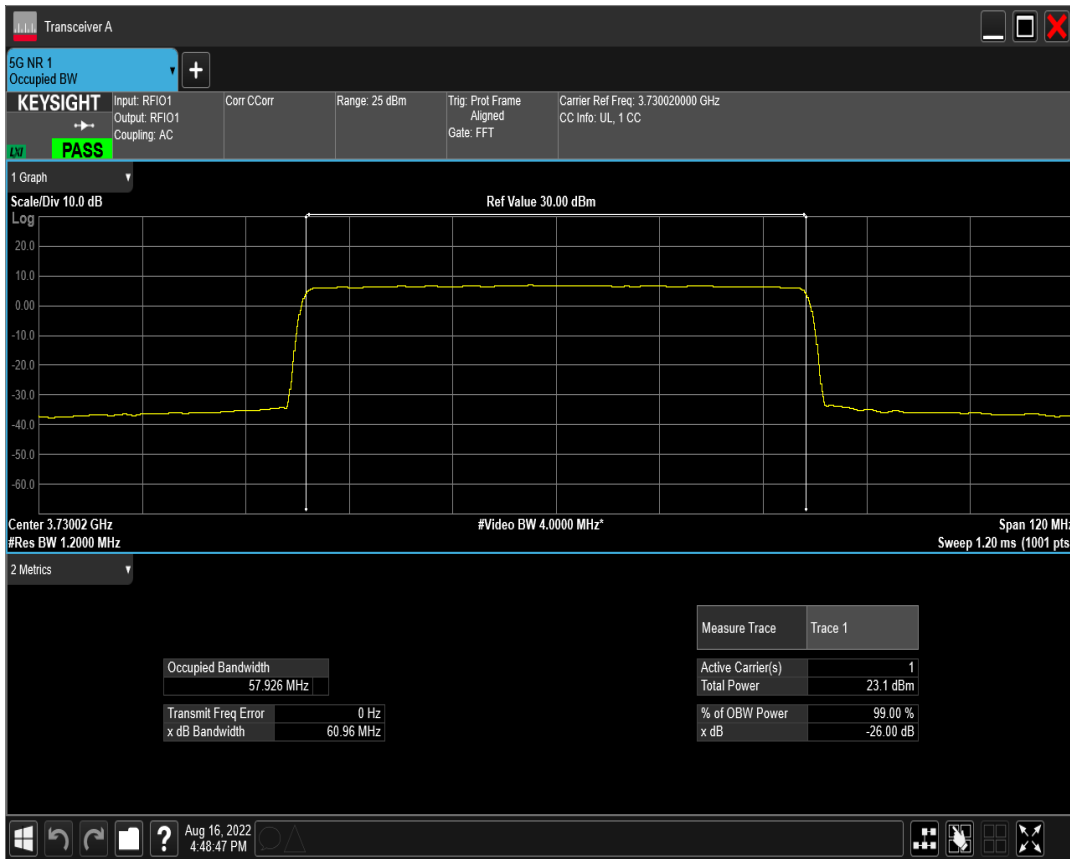 Transceiver A
5G NR 1
Occupied BW
KEYSIGHT
Input: RFIO1
Output: RFIO1
Coupling: AC
Corr CCorr
Range: 25 dBm
Trig: Prot Frame
Aligned
Gate: FFT
Carrier Ref Freq: 3.730020000 GHz
CC Info: UL, 1 CC
LXI
PASS
1 Graph
Scale/Div 10.0 dB
Ref Value 30.00 dBm
Log
20.0
10.0
0.00
-10.0
-20.0
-30.0
-40.0
-50.0
-60.0
Center 3.73002 GHz
#Video BW 4.0000 MHz*
Span 120 MHz
#Res BW 1.2000 MHz
Sweep 1.20 ms (1001 pts
2 Metrics
Measure Trace Trace 1
Occupied Bandwidth
57.926 MHz
Active Carrier(s) 1
Total Power 23.1 dBm
Transmit Freq Error 0 Hz
x dB Bandwidth 60.96 MHz
% of OBW Power 99.00 %
x dB -26.00 dB
?
Aug 16, 2022
4:48:47 PM